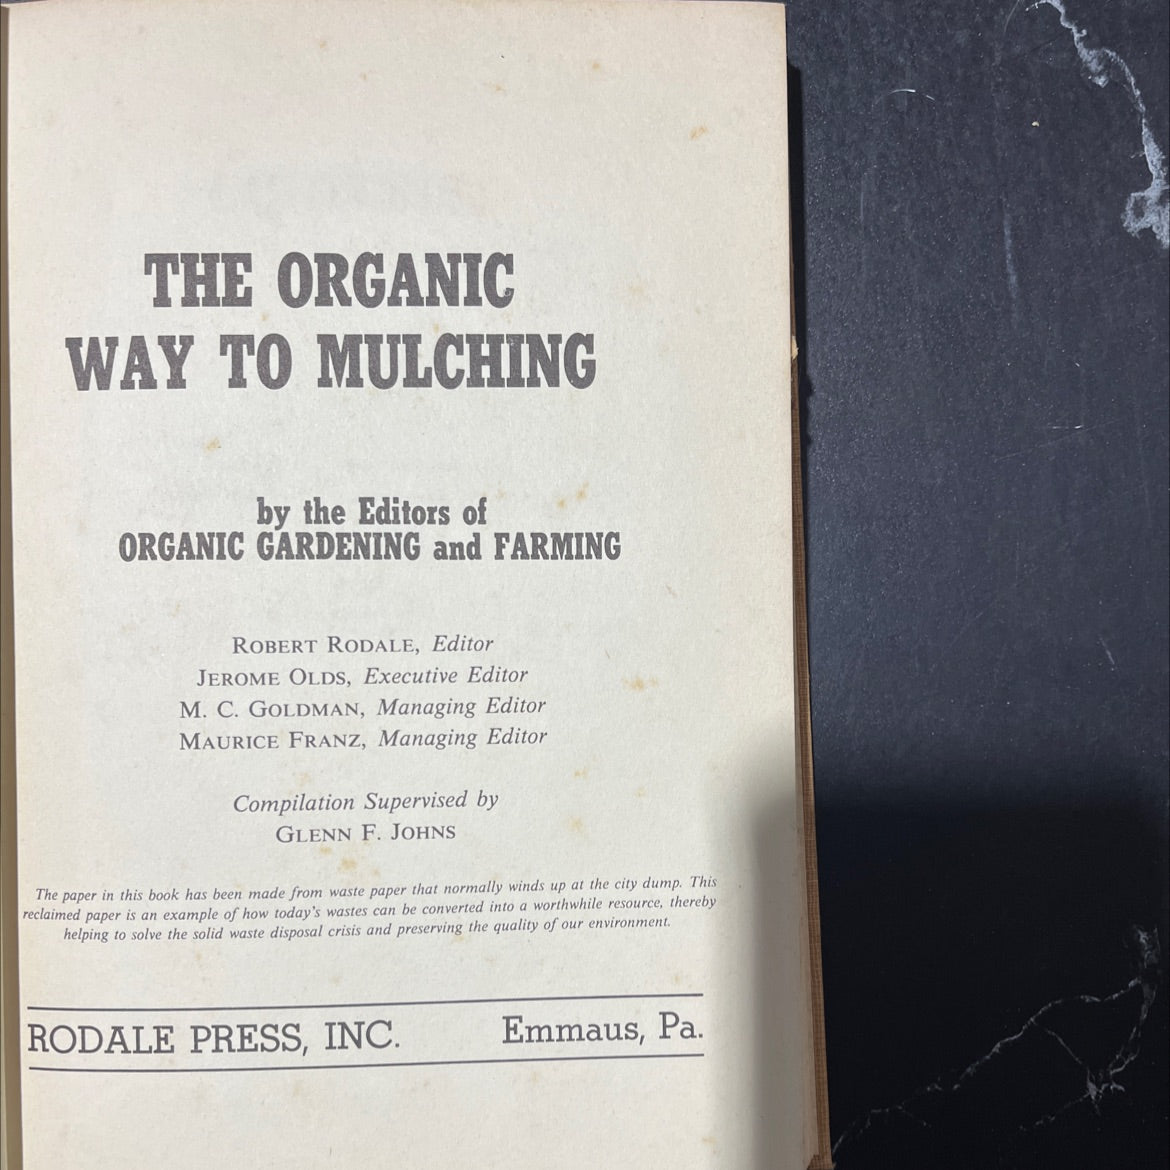 THE ORGANIC
WAY TO MULCHING
by the Editors of
ORGANIC GARDENING and FARMING
ROBERT RODALE, Editor
JEROME OLDS, Executive Editor
M. C. GOLDMAN, Managing Editor
MAURICE FRANZ, Managing Editor
Compilation Supervised by
GLENN F. JOHNS
The paper in this book has been made from waste paper that normally winds up at the city dump. This
reclaimed paper is an example of how today's wastes can be converted into a worthwhile resource, thereby
helping to solve the solid waste disposal crisis and preserving the quality of our environment.
RODALE PRESS, INC. Emmaus, Pa.